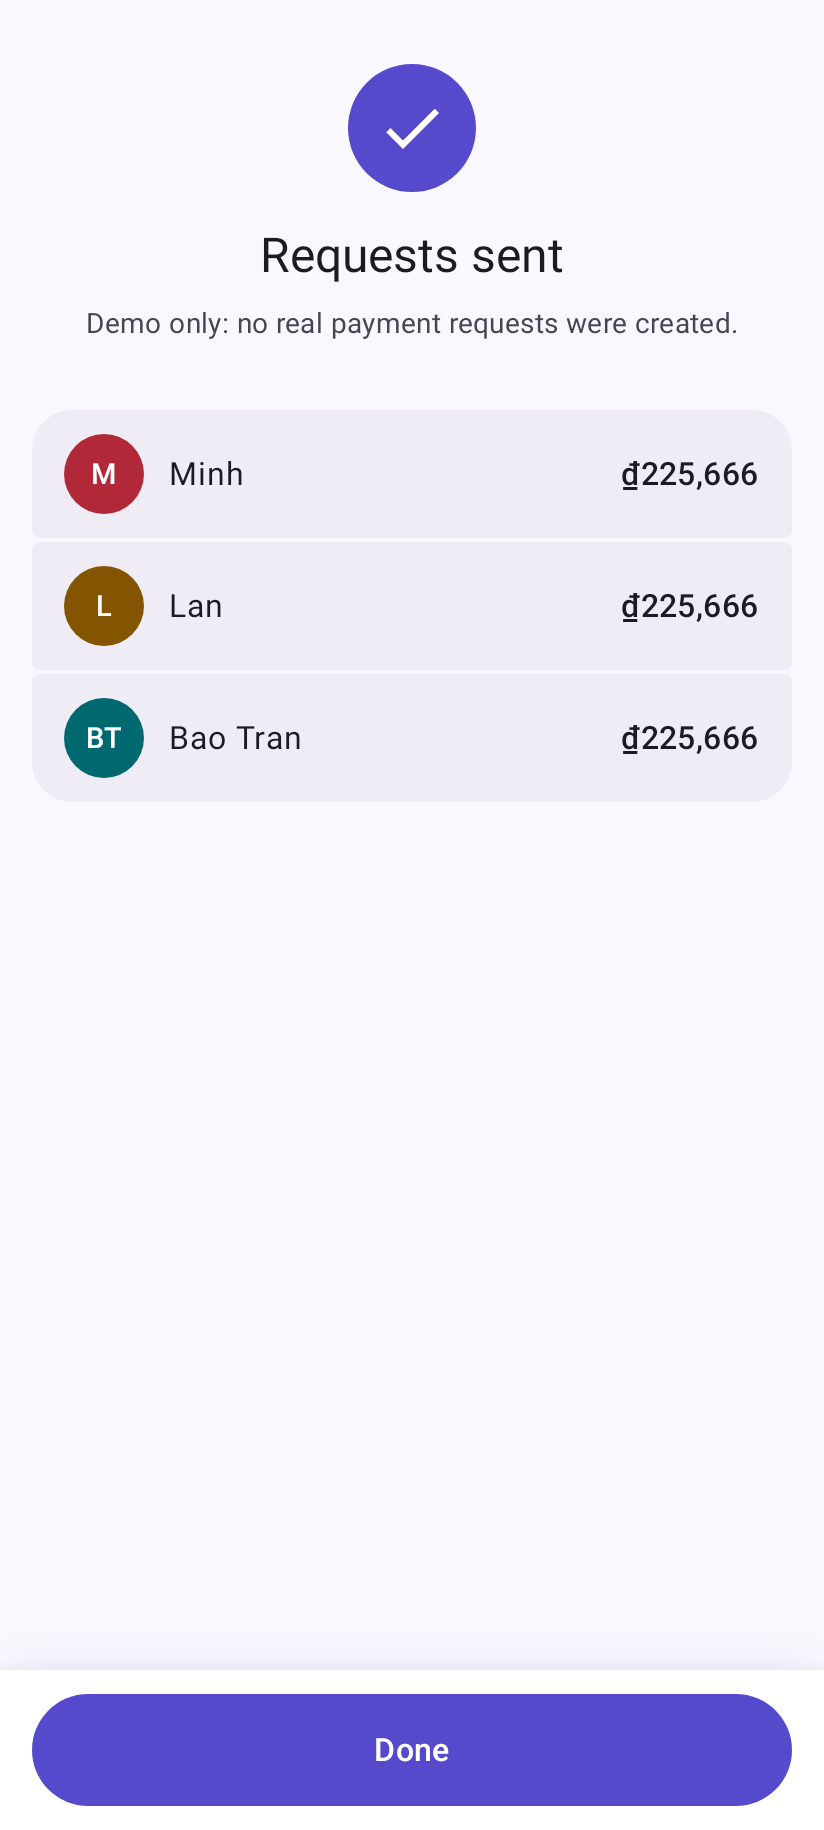 Requests sent
Demo only: no real payment requests were created.
M Minh ₫225,666
L Lan ₫225,666
BT Bao Tran ₫225,666
Done